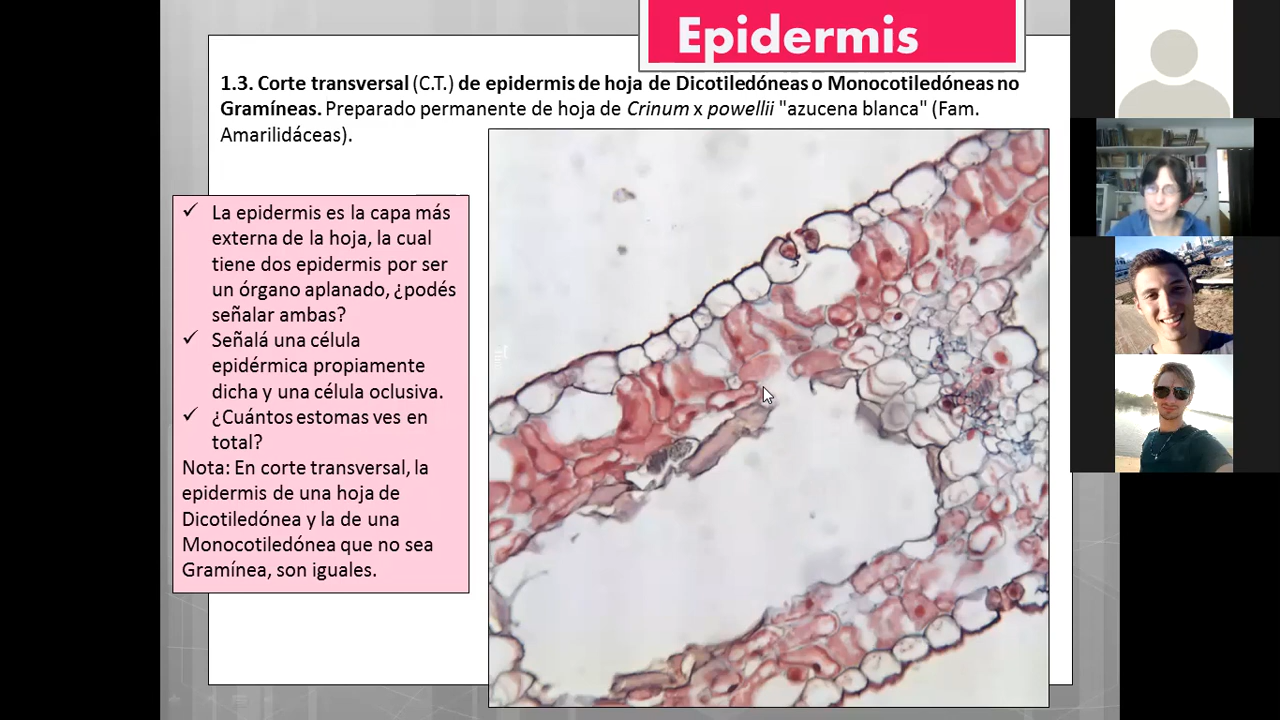 Epidermis
1.3. Corte transversal (C.T.) de epidermis de hoja de Dicotiledóneas o Monocotiledóneas no
Gramíneas. Preparado permanente de hoja de Crinum x powellii "azucena blanca" (Fam.
Amarilidáceas).
✓ La epidermis es la capa más
externa de la hoja, la cual
tiene dos epidermis por ser
un órgano aplanado, ¿podés
señalar ambas?
✓ Señalá una célula
epidérmica propiamente
dicha y una célula oclusiva.
✓ ¿Cuántos estomas ves en
total?
Nota: En corte transversal, la
epidermis de una hoja de
Dicotiledónea y la de una
Monocotiledónea que no sea
Gramínea, son iguales.